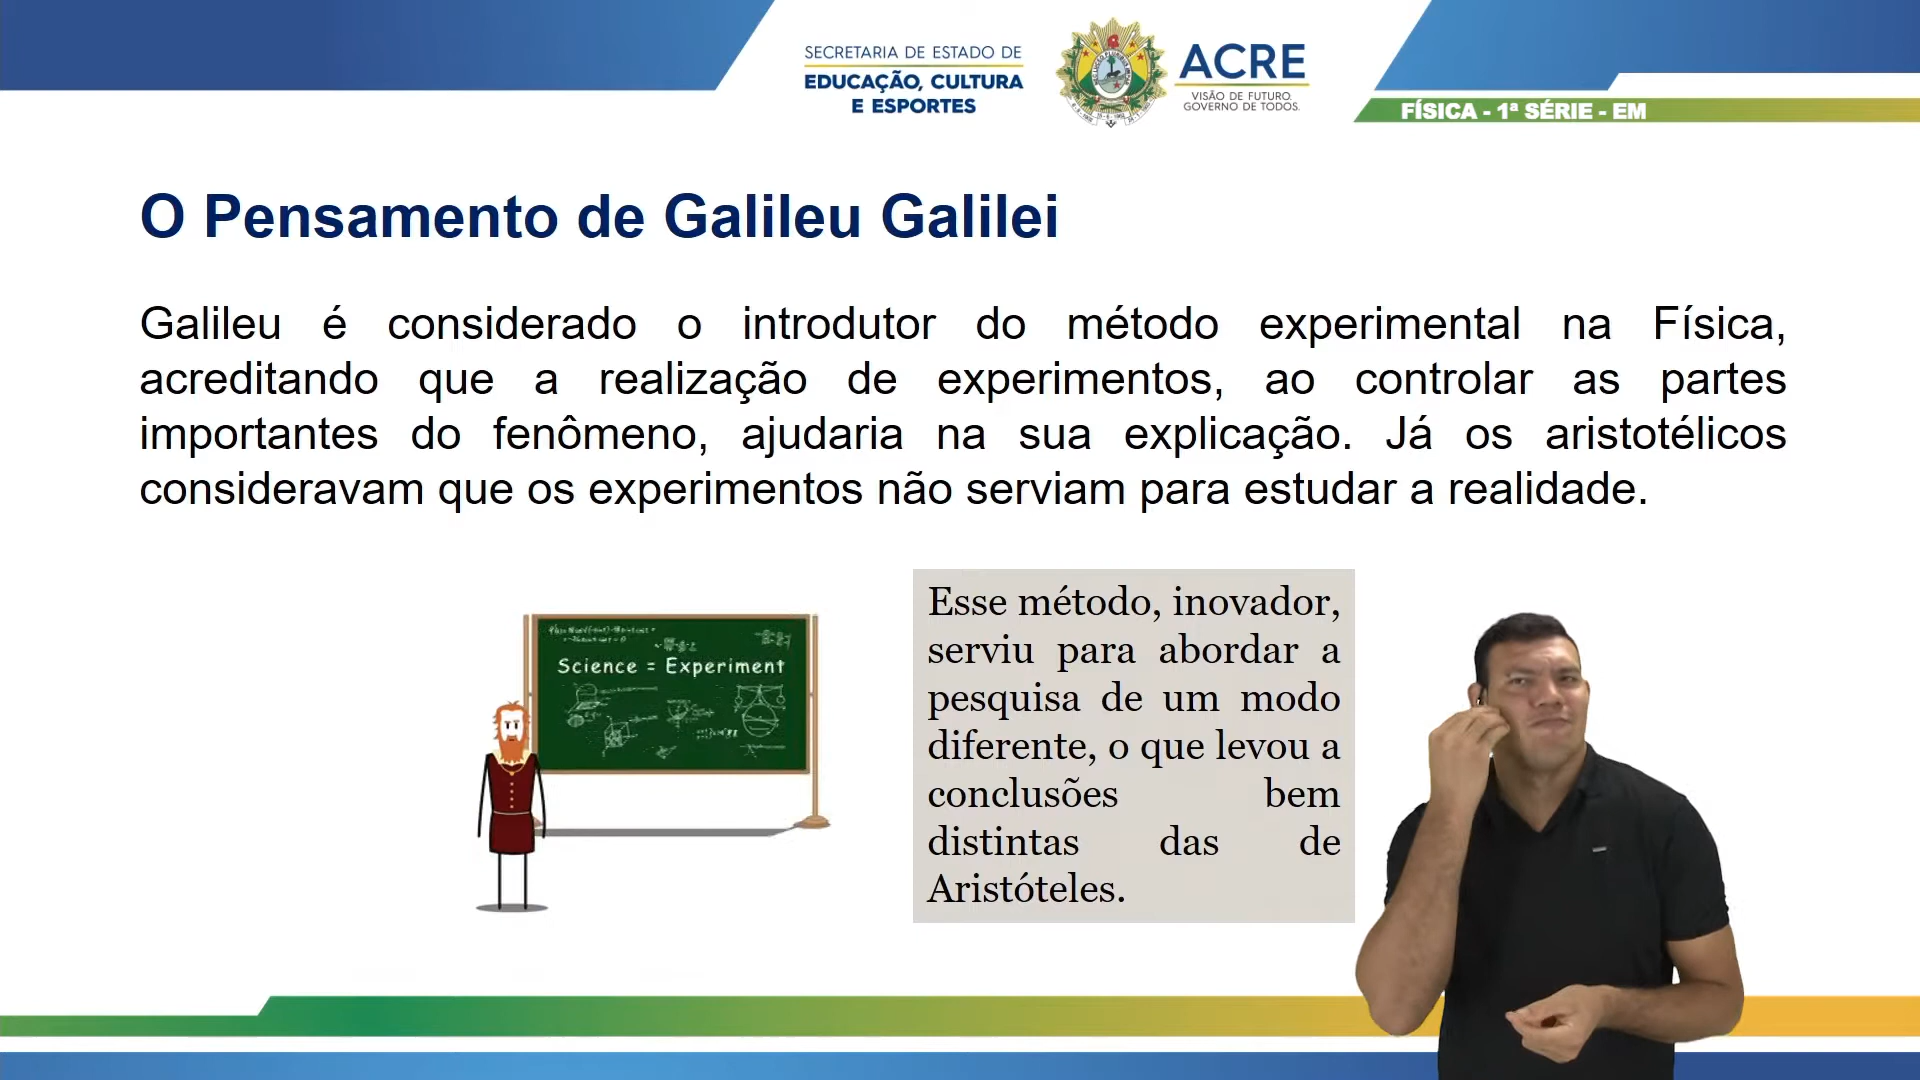 SECRETARIA DE ESTADO DE
EDUCAÇÃO, CULTURA
E ESPORTES
ACRE
VISÃO DE FUTURO.
GOVERNO DE TODOS.
FÍSICA - 1ª SÉRIE - EM
O Pensamento de Galileu Galilei
Galileu é considerado o introdutor do método experimental na Física,
acreditando que a realização de experimentos, ao controlar as partes
importantes do fenômeno, ajudaria na sua explicação. Já os aristotélicos
consideravam que os experimentos não serviam para estudar a realidade.
Science = Experiment
Esse método, inovador,
serviu para abordar a
pesquisa de um modo
diferente, o que levou a
conclusões bem
distintas das de
Aristóteles.